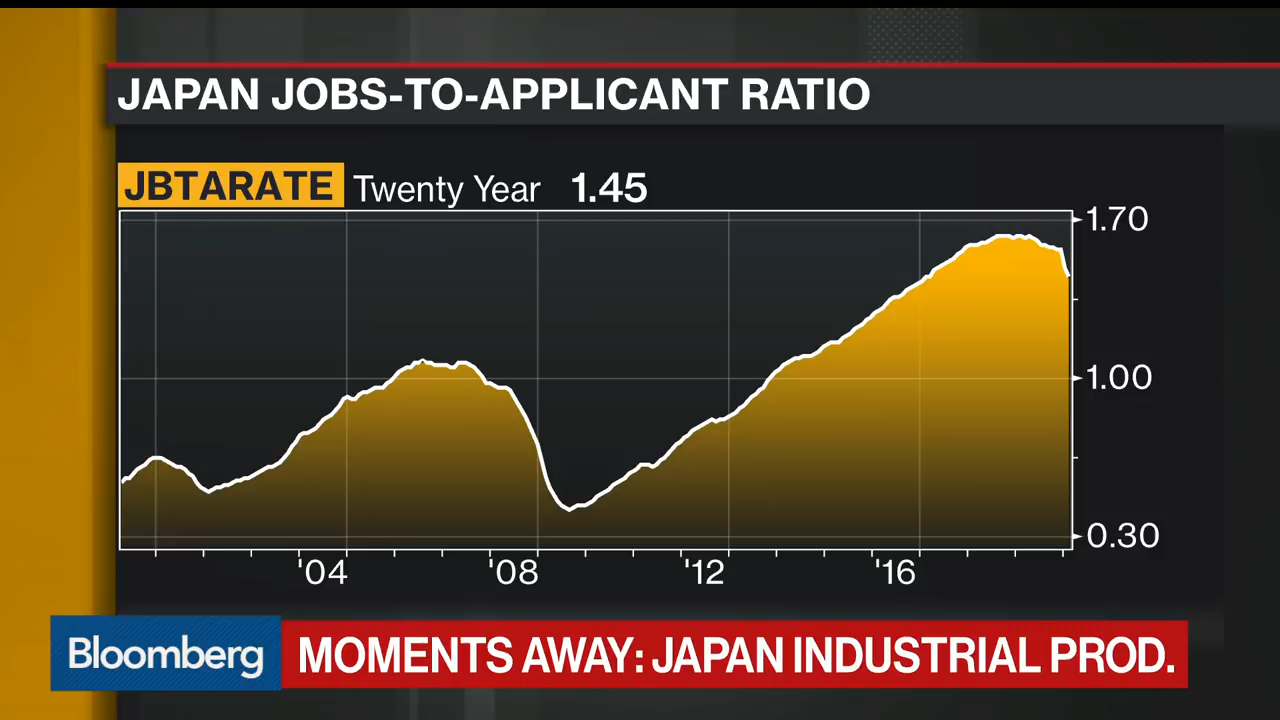 JAPAN JOBS-TO-APPLICANT RATIO
JBTARATE Twenty Year 1.45
1.70
1.00
0.30
'04 '08 '12 '16
Bloomberg MOMENTS AWAY: JAPAN INDUSTRIAL PROD.